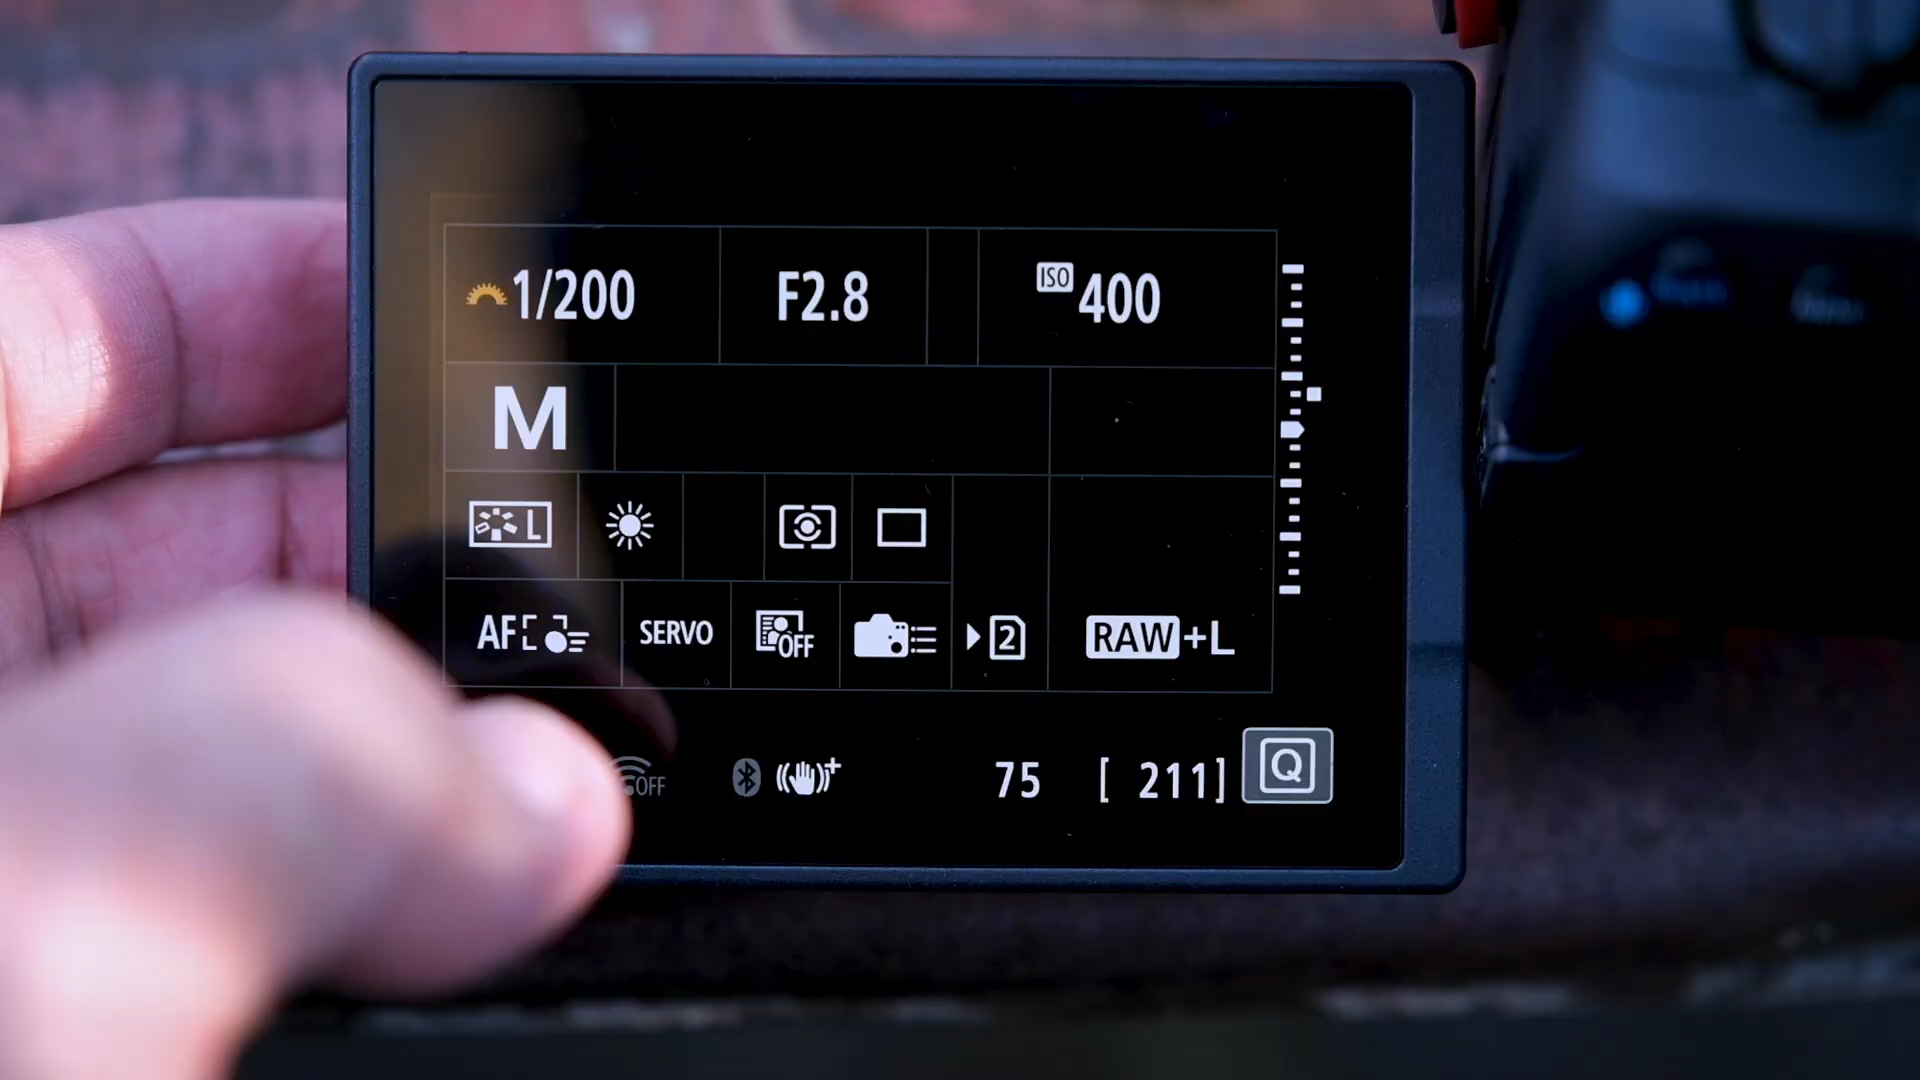 1/200 F2.8 ISO 400
M
L
AF SERVO OFF 2 RAW+L
OFF 75 [ 211] Q